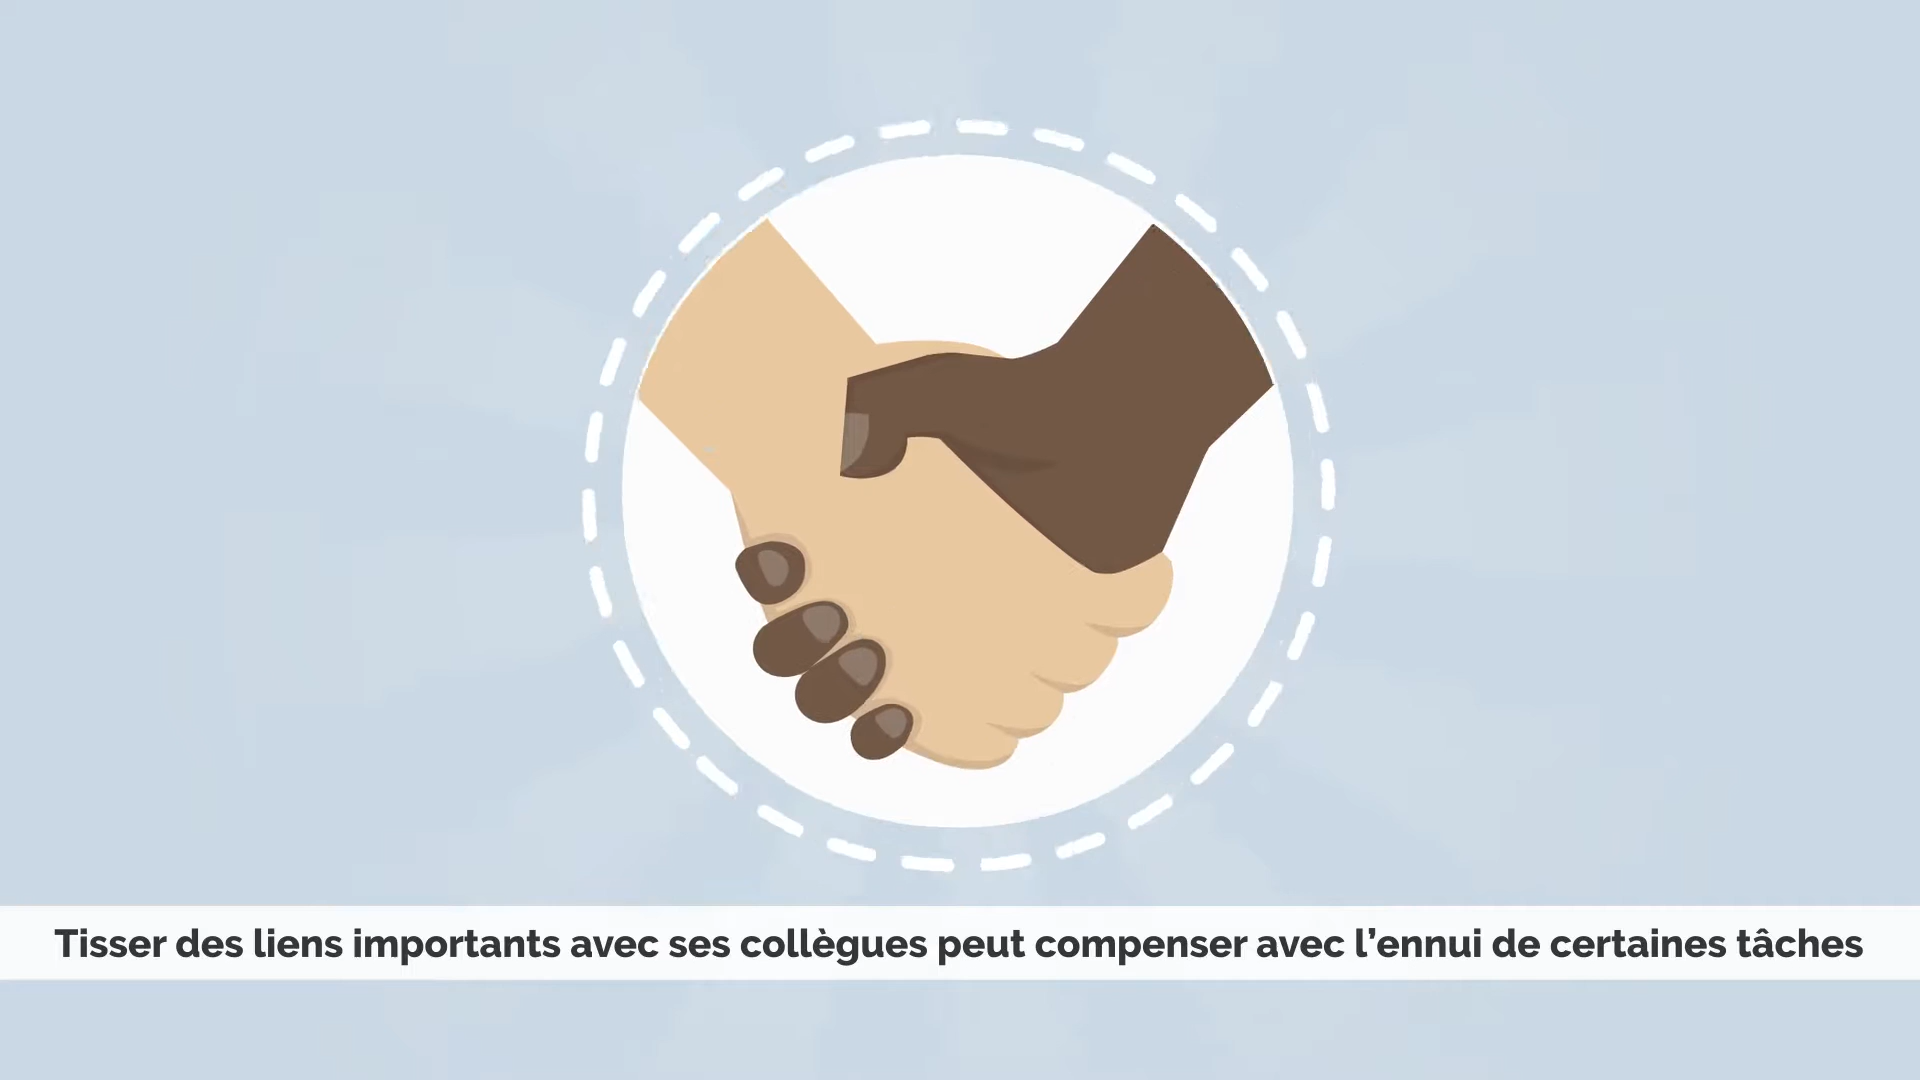 Tisser des liens importants avec ses collègues peut compenser avec l’ennui de certaines tâches